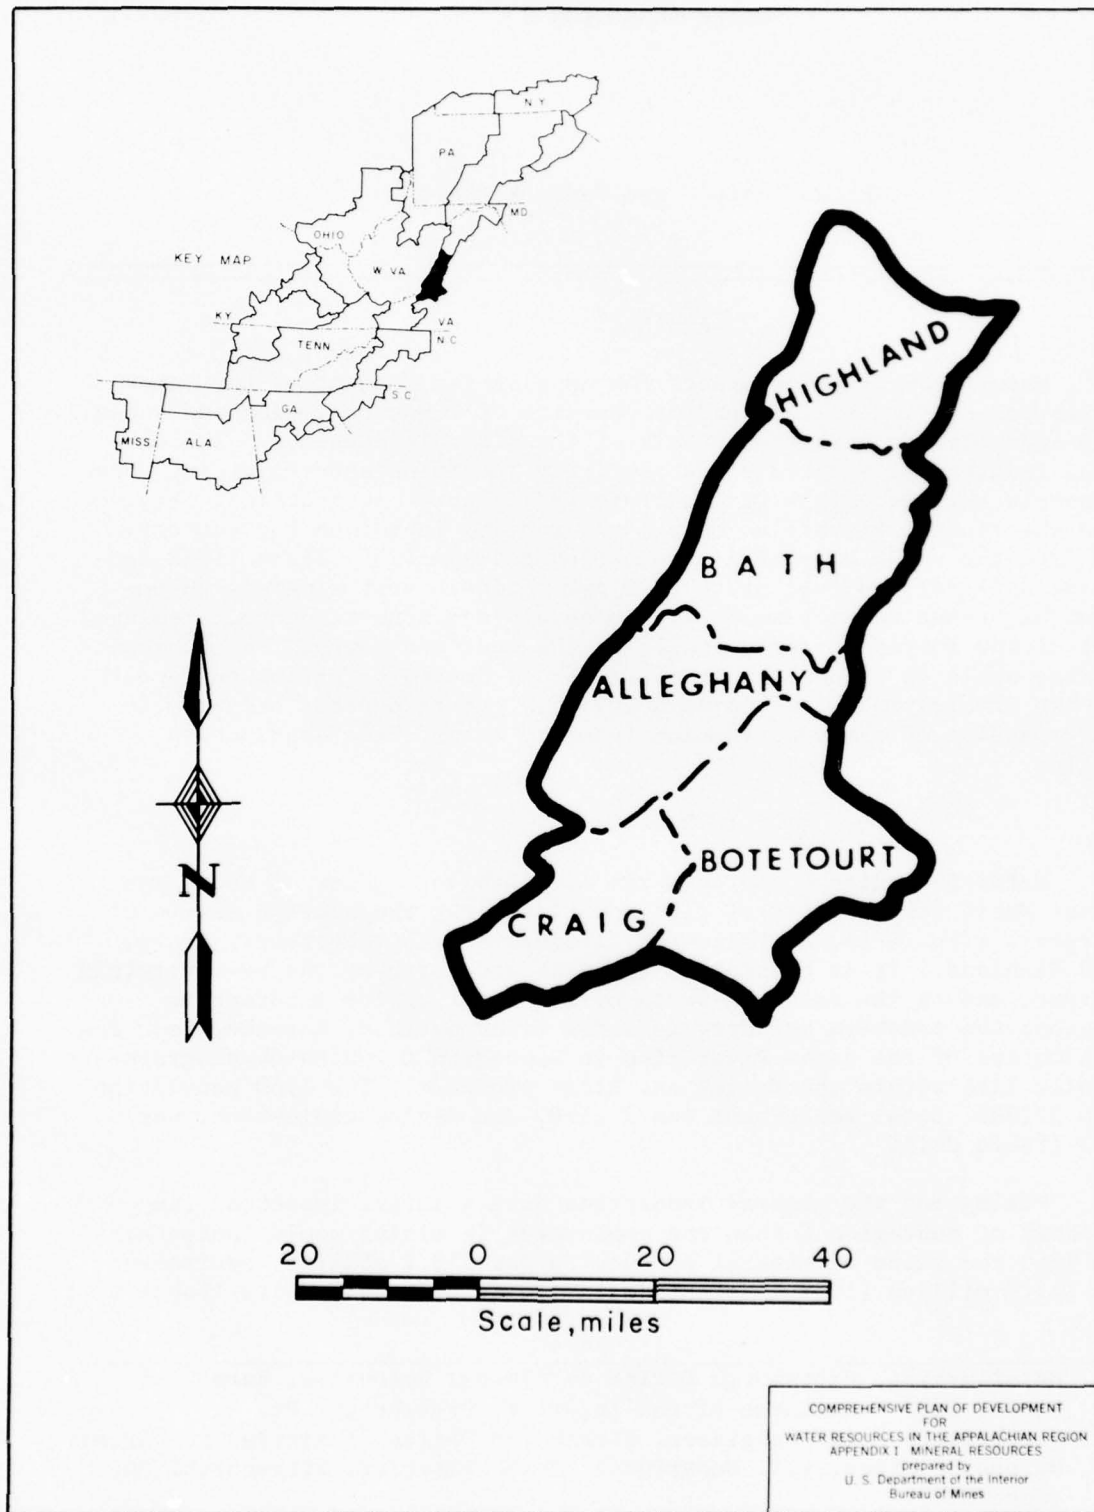 N.Y.
PA
MD.
OHIO
KEY MAP
W VA
KY.
VA
N C
TENN
S C
GA
MISS
ALA
HIGHLAND
BATH
ALLEGHANY
BOTETOURT
CRAIG
N
20 0 20 40
Scale, miles
COMPREHENSIVE PLAN OF DEVELOPMENT
FOR
WATER RESOURCES IN THE APPALACHIAN REGION
APPENDIX I MINERAL RESOURCES
prepared by
U. S. Department of the Interior
Bureau of Mines